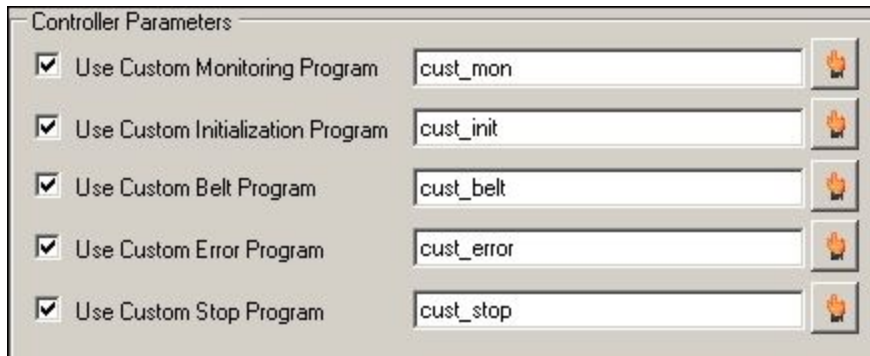 Controller Parameters
Use Custom Monitoring Program cust_mon
Use Custom Initialization Program cust_init
Use Custom Belt Program cust_belt
Use Custom Error Program cust_error
Use Custom Stop Program cust_stop